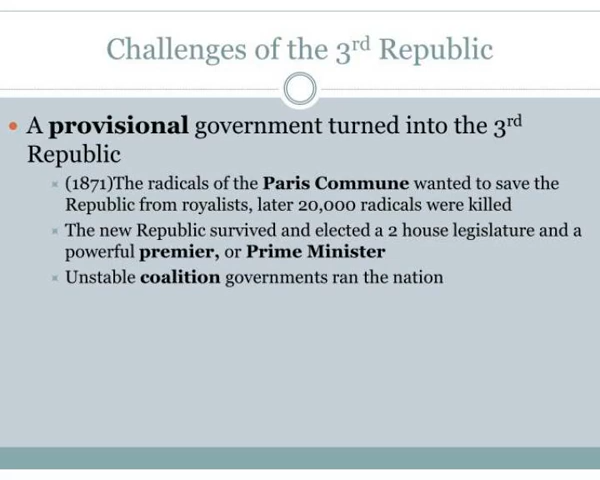 Challenges of the 3rd Republic
A provisional government turned into the 3rd
Republic
(1871)The radicals of the Paris Commune wanted to save the
Republic from royalists, later 20,000 radicals were killed
The new Republic survived and elected a 2 house legislature and a
powerful premier, or Prime Minister
Unstable coalition governments ran the nation